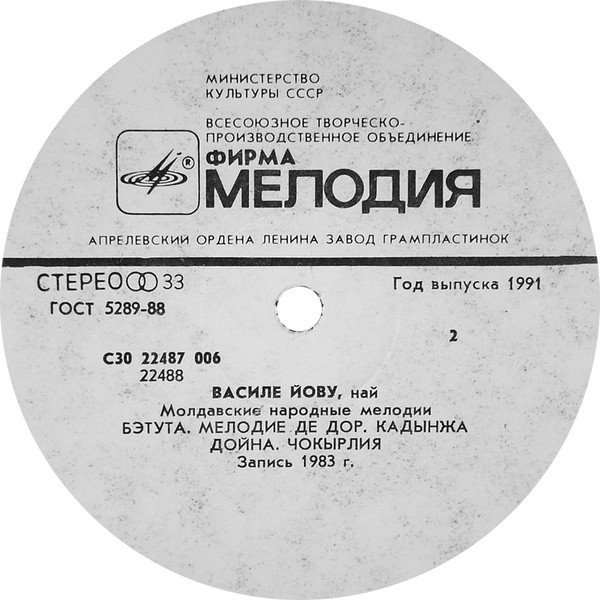 МИНИСТЕРСТВО
КУЛЬТУРЫ СССР
ВСЕСОЮЗНОЕ ТВОРЧЕСКО-
ПРОИЗВОДСТВЕННОЕ ОБЪЕДИНЕНИЕ
®
ФИРМА
МЕЛОДИЯ
АПРЕЛЕВСКИЙ ОРДЕНА ЛЕНИНА ЗАВОД ГРАМПЛАСТИНОК
СТЕРЕО 33
Год выпуска 1991
ГОСТ 5289-88
2
С30 22487 006
22488
ВАСИЛЕ ЙОВУ, най
Молдавские народные мелодии
БЭТУТА. МЕЛОДИЕ ДЕ ДОР. КАДЫНЖА
ДОЙНА. ЧОКЫРЛИЯ
Запись 1983 г.